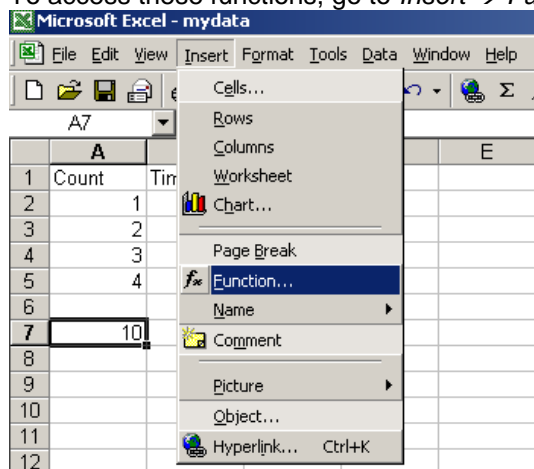 To access these functions, go to Insert →
Microsoft Excel - mydata
File Edit View Insert Format Tools Data Window Help
Cells...
A7
Rows
A E
Columns
1 Count
Worksheet
2 1
Chart...
3 2
4 3
Page Break
5 4
Function...
6
Name
7 10
Comment
8
9
Picture
10
Object...
11
Hyperlink... Ctrl+K
12